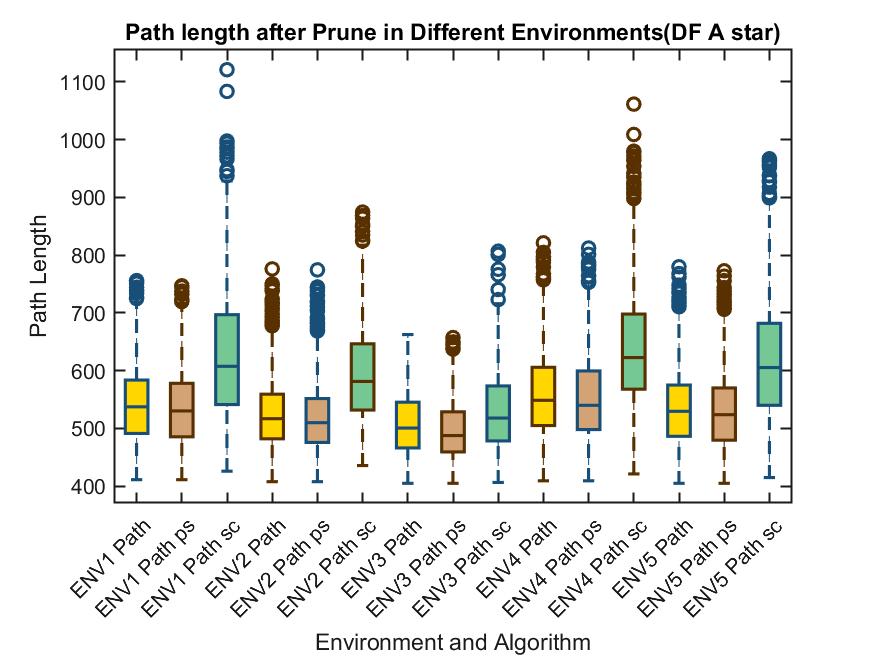 Path length after Prune in Different Environments(DF A star)
1100
1000
900
800
700
600
500
400
Path Length
ENV1 Path
ENV1 Path ps
ENV1 Path sc
ENV2 Path
ENV2 Path ps
ENV2 Path sc
ENV3 Path
ENV3 Path ps
ENV3 Path sc
ENV4 Path
ENV4 Path ps
ENV4 Path sc
ENV5 Path
ENV5 Path ps
ENV5 Path sc
Environment and Algorithm